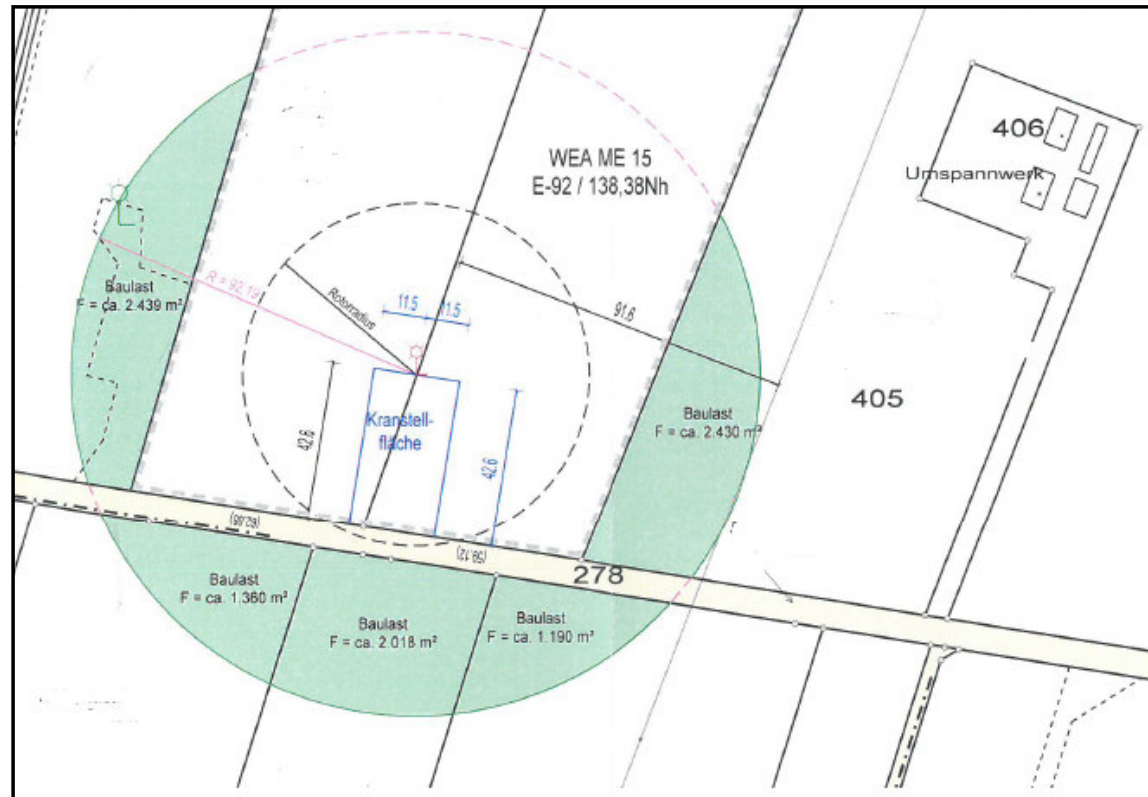 406
Umspannwerk
WEA ME 15
E-92 / 138,38Nh
R = 92,19
Baulast
F = ca. 2.439 m²
Rotorradius
11.5
11.5
91.6
Kranstell-
fläche
42.6
42.6
405
Baulast
F = ca. 2.430 m²
(59.12)
278
Baulast
F = ca. 1.360 m²
Baulast
F = ca. 2.018 m²
Baulast
F = ca. 1.190 m²